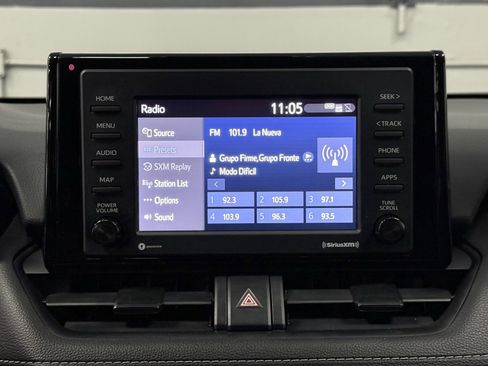 HOME
MENU
AUDIO
MAP
POWER
VOLUME
Radio
11:05
Source
Presets
SXM Replay
Station List
Options
Sound
FM 101.9 La Nueva
Grupo Firme,Grupo Fronte
Modo Difícil
< >
1 92.3 2 105.9 3 97.1
4 103.9 5 96.3 6 93.5
SEEK >
< TRACK
PHONE
APPS
TUNE
SCROLL
SiriusXM